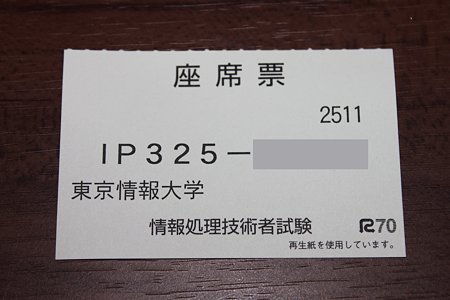 座席票
2511
IP325－
東京情報大学
情報処理技術者試験
R70
再生紙を使用しています。